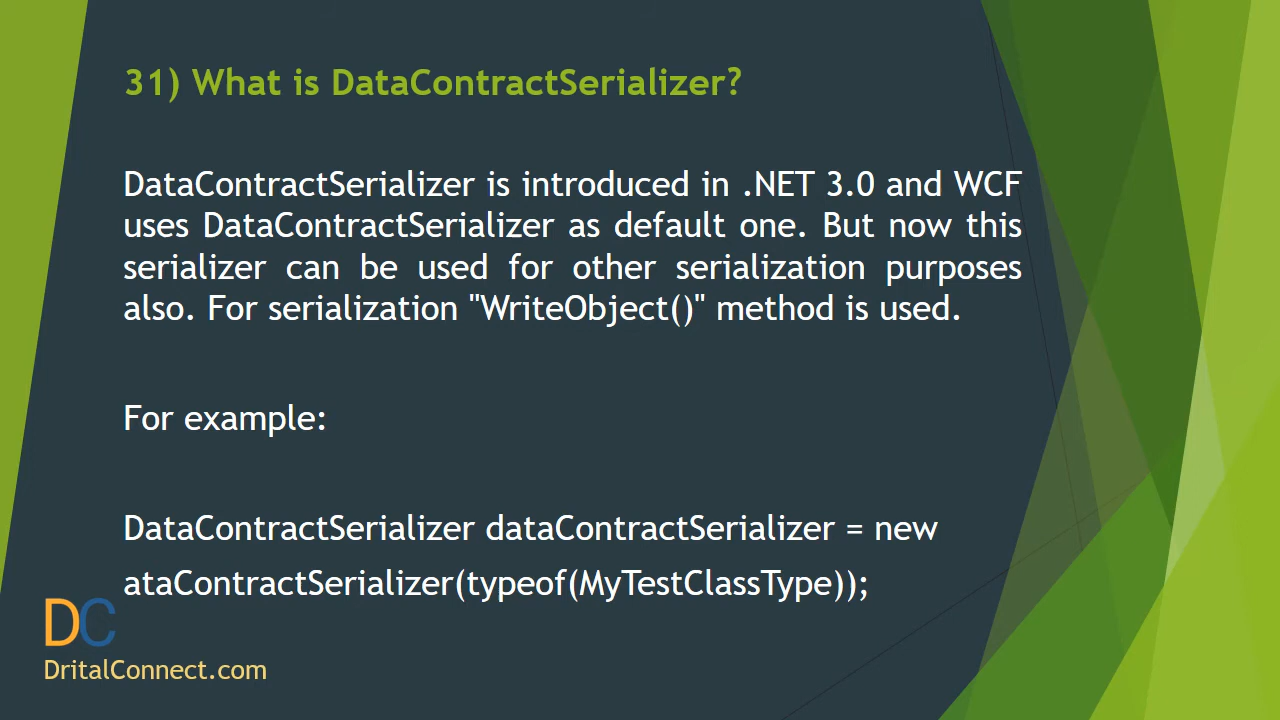 31) What is DataContractSerializer?
DataContractSerializer is introduced in .NET 3.0 and WCF
uses DataContractSerializer as default one. But now this
serializer can be used for other serialization purposes
also. For serialization "WriteObject()" method is used.
For example:
DataContractSerializer dataContractSerializer = new
ataContractSerializer(typeof(MyTestClassType));
DC
DritalConnect.com